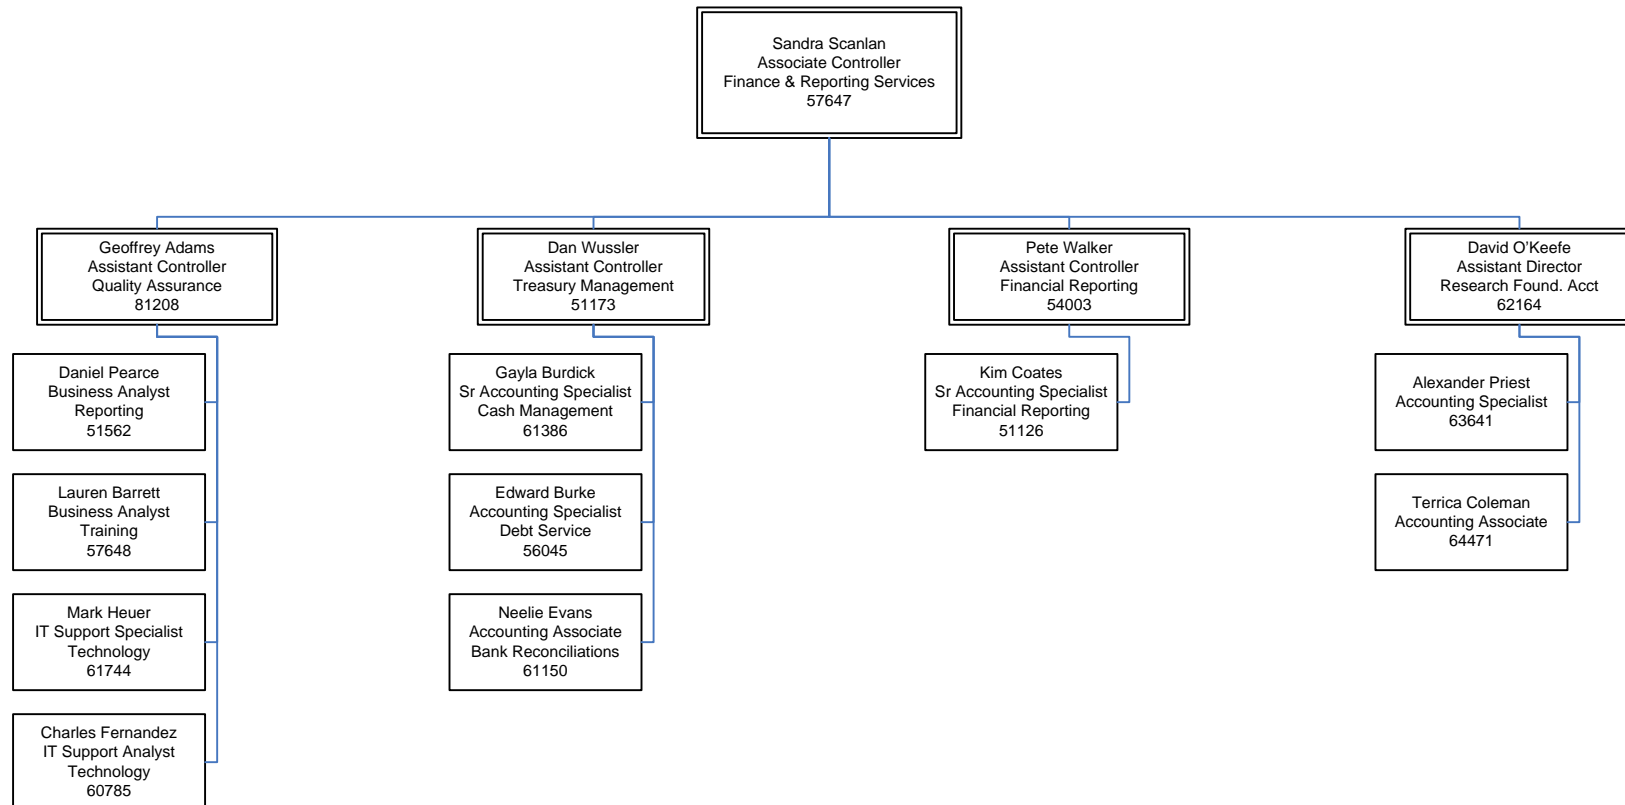 Sandra Scanlan
Associate Controller
Finance & Reporting Services
57647
Geoffrey Adams
Assistant Controller
Quality Assurance
81208
Dan Wussler
Assistant Controller
Treasury Management
51173
Pete Walker
Assistant Controller
Financial Reporting
54003
David O’Keefe
Assistant Director
Research Found. Acct
62164
Daniel Pearce
Business Analyst
Reporting
51562
Lauren Barrett
Business Analyst
Training
57648
Mark Heuer
IT Support Specialist
Technology
61744
Charles Fernandez
IT Support Analyst
Technology
60785
Gayla Burdick
Sr Accounting Specialist
Cash Management
61386
Edward Burke
Accounting Specialist
Debt Service
56045
Neelie Evans
Accounting Associate
Bank Reconciliations
61150
Kim Coates
Sr Accounting Specialist
Financial Reporting
51126
Alexander Priest
Accounting Specialist
63641
Terrica Coleman
Accounting Associate
64471